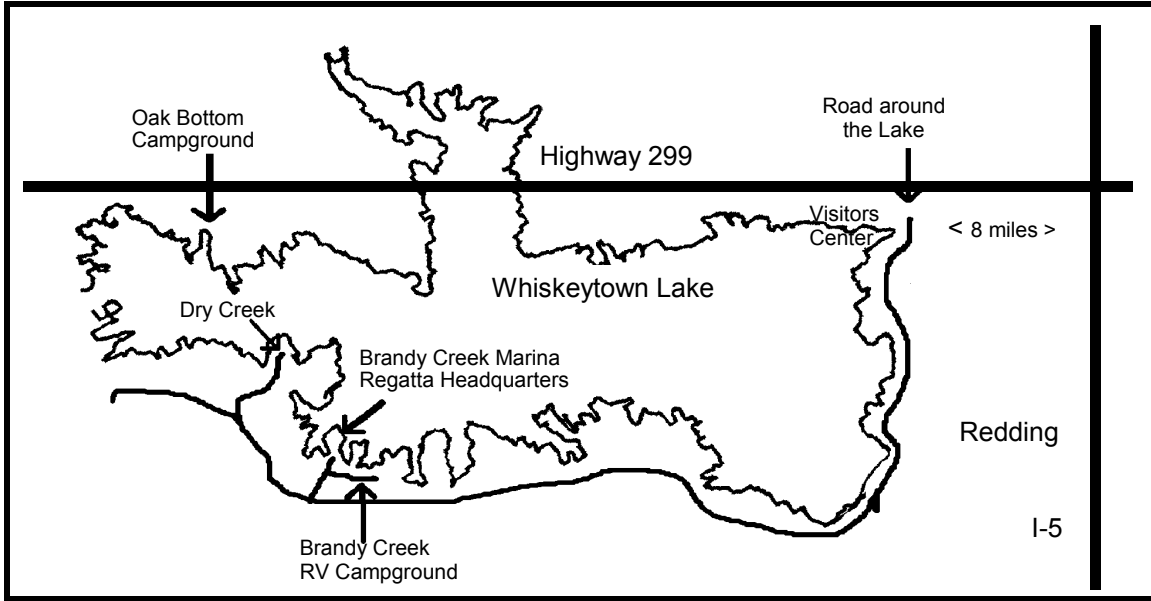 Oak Bottom
Campground
Road around
the Lake
Highway 299
Visitors
Center
< 8 miles >
Whiskeytown Lake
Dry Creek
Brandy Creek Marina
Regatta Headquarters
Redding
I-5
Brandy Creek
RV Campground